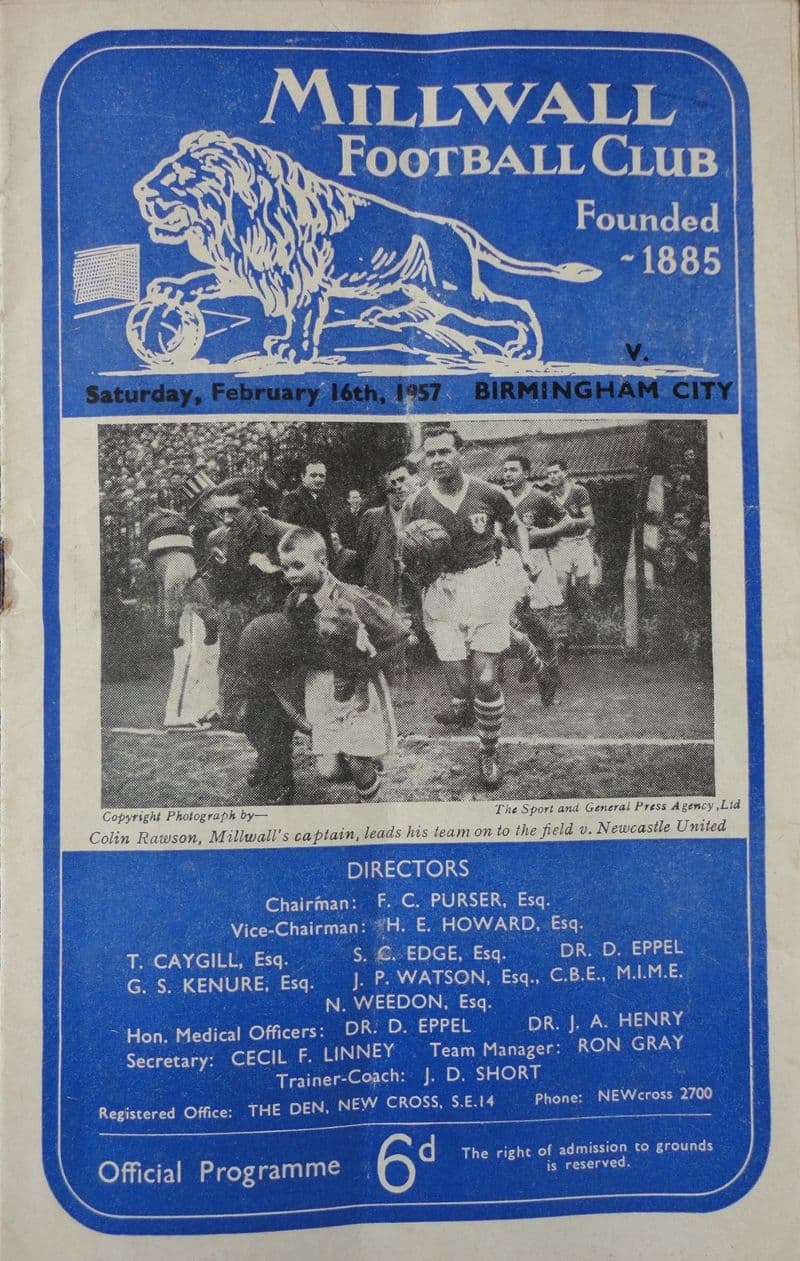 MILLWALL
FOOTBALL CLUB
Founded
~1885
v.
Saturday, February 16th, 1957 BIRMINGHAM CITY
Copyright Photograph by— The Sport and General Press Agency, Ltd
Colin Rawson, Millwall's captain, leads his team on to the field v. Newcastle United
DIRECTORS
Chairman: F. C. PURSER, Esq.
Vice-Chairman: H. E. HOWARD, Esq.
T. CAYGILL, Esq. S. C. EDGE, Esq. DR. D. EPPEL
G. S. KENURE, Esq. J. P. WATSON, Esq., C.B.E., M.I.M.E.
N. WEEDON, Esq.
Hon. Medical Officers: DR. D. EPPEL DR. J. A. HENRY
Secretary: CECIL F. LINNEY Team Manager: RON GRAY
Trainer-Coach: J. D. SHORT
Registered Office: THE DEN, NEW CROSS, S.E.14 Phone: NEWcross 2700
Official Programme 6d The right of admission to grounds
is reserved.